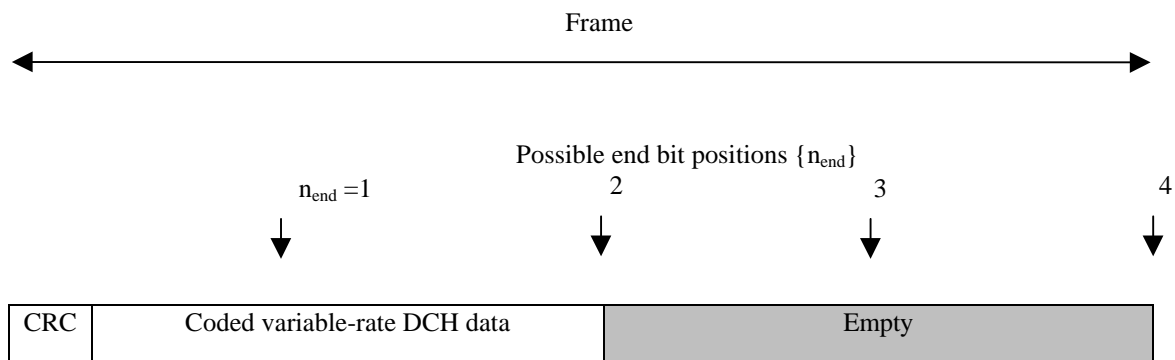 Frame
Possible end bit positions {n_end}
n_end =1
2
3
4
CRC
Coded variable-rate DCH data
Empty